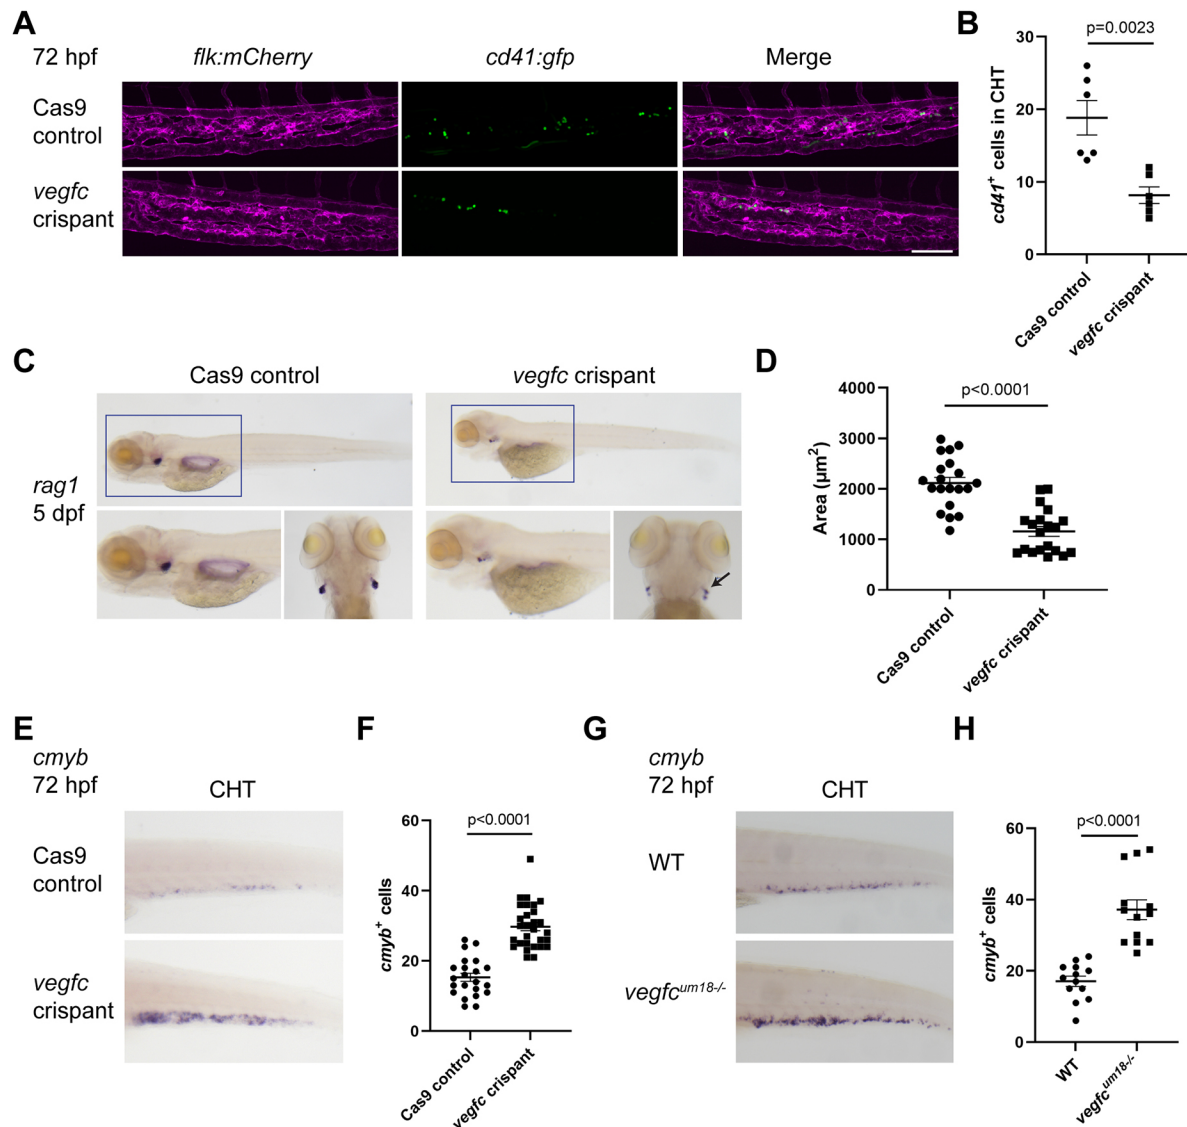 A
72 hpf
flk:mCherry
cd41:gfp
Merge
Cas9
control
vegfc
crispant
B
p=0.0023
30
20
10
0
cd41+ cells in CHT
Cas9 control
vegfc crispant
C
Cas9 control
vegfc crispant
rag1
5 dpf
D
p<0.0001
4000
3000
2000
1000
0
Area (µm²)
Cas9 control
vegfc crispant
E
cmyb
72 hpf
CHT
Cas9
control
vegfc
crispant
F
p<0.0001
60
40
20
0
cmyb+ cells
Cas9 control
vegfc crispant
G
cmyb
72 hpf
CHT
WT
vegfcum18-/-
H
p<0.0001
60
40
20
0
cmyb+ cells
WT
vegfcum18-/-